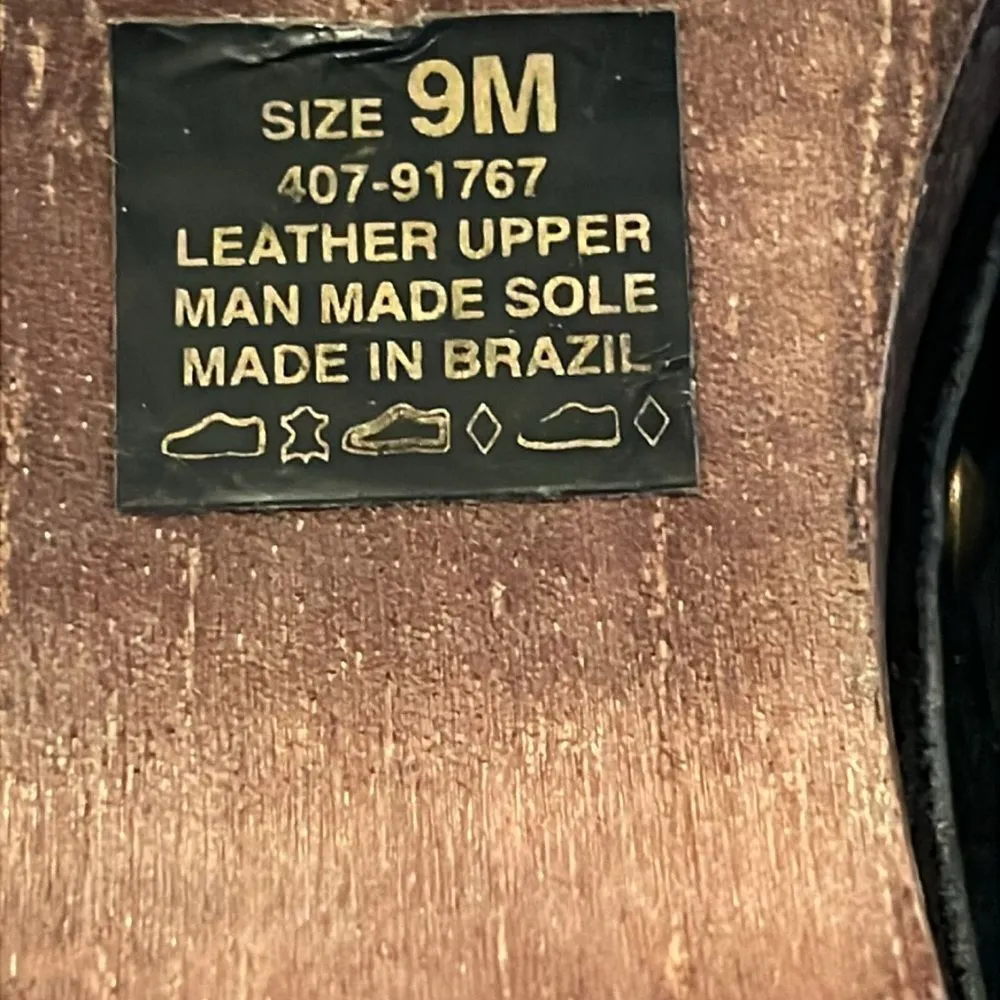 SIZE 9M
407-91767
LEATHER UPPER
MAN MADE SOLE
MADE IN BRAZIL